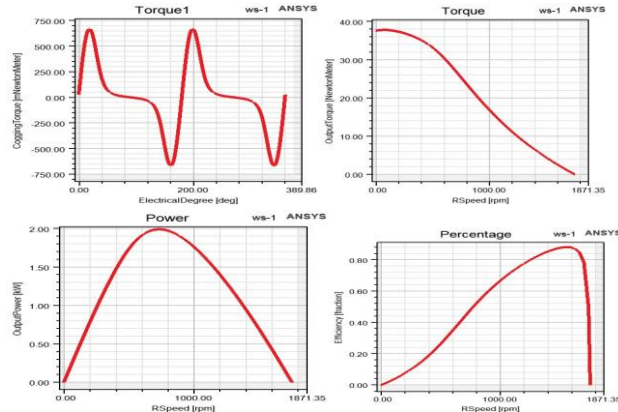 Torque1 ws-1 ANSYS
CoggingTorque [mNewtonMeter]
750.00
500.00
250.00
0.00
-250.00
-500.00
-750.00
0.00 200.00 389.86
ElectricalDegree [deg]
Torque ws-1 ANSYS
OutputTorque [NewtonMeter]
40.00
30.00
20.00
10.00
0.00
0.00 1000.00 1871.35
RSpeed [rpm]
Power ws-1 ANSYS
OutputPower [kW]
2.00
1.50
1.00
0.50
0.00
0.00 1000.00 1871.35
RSpeed [rpm]
Percentage ws-1 ANSYS
Efficiency [fraction]
0.80
0.60
0.40
0.20
0.00
0.00 1000.00 1871.35
RSpeed [rpm]